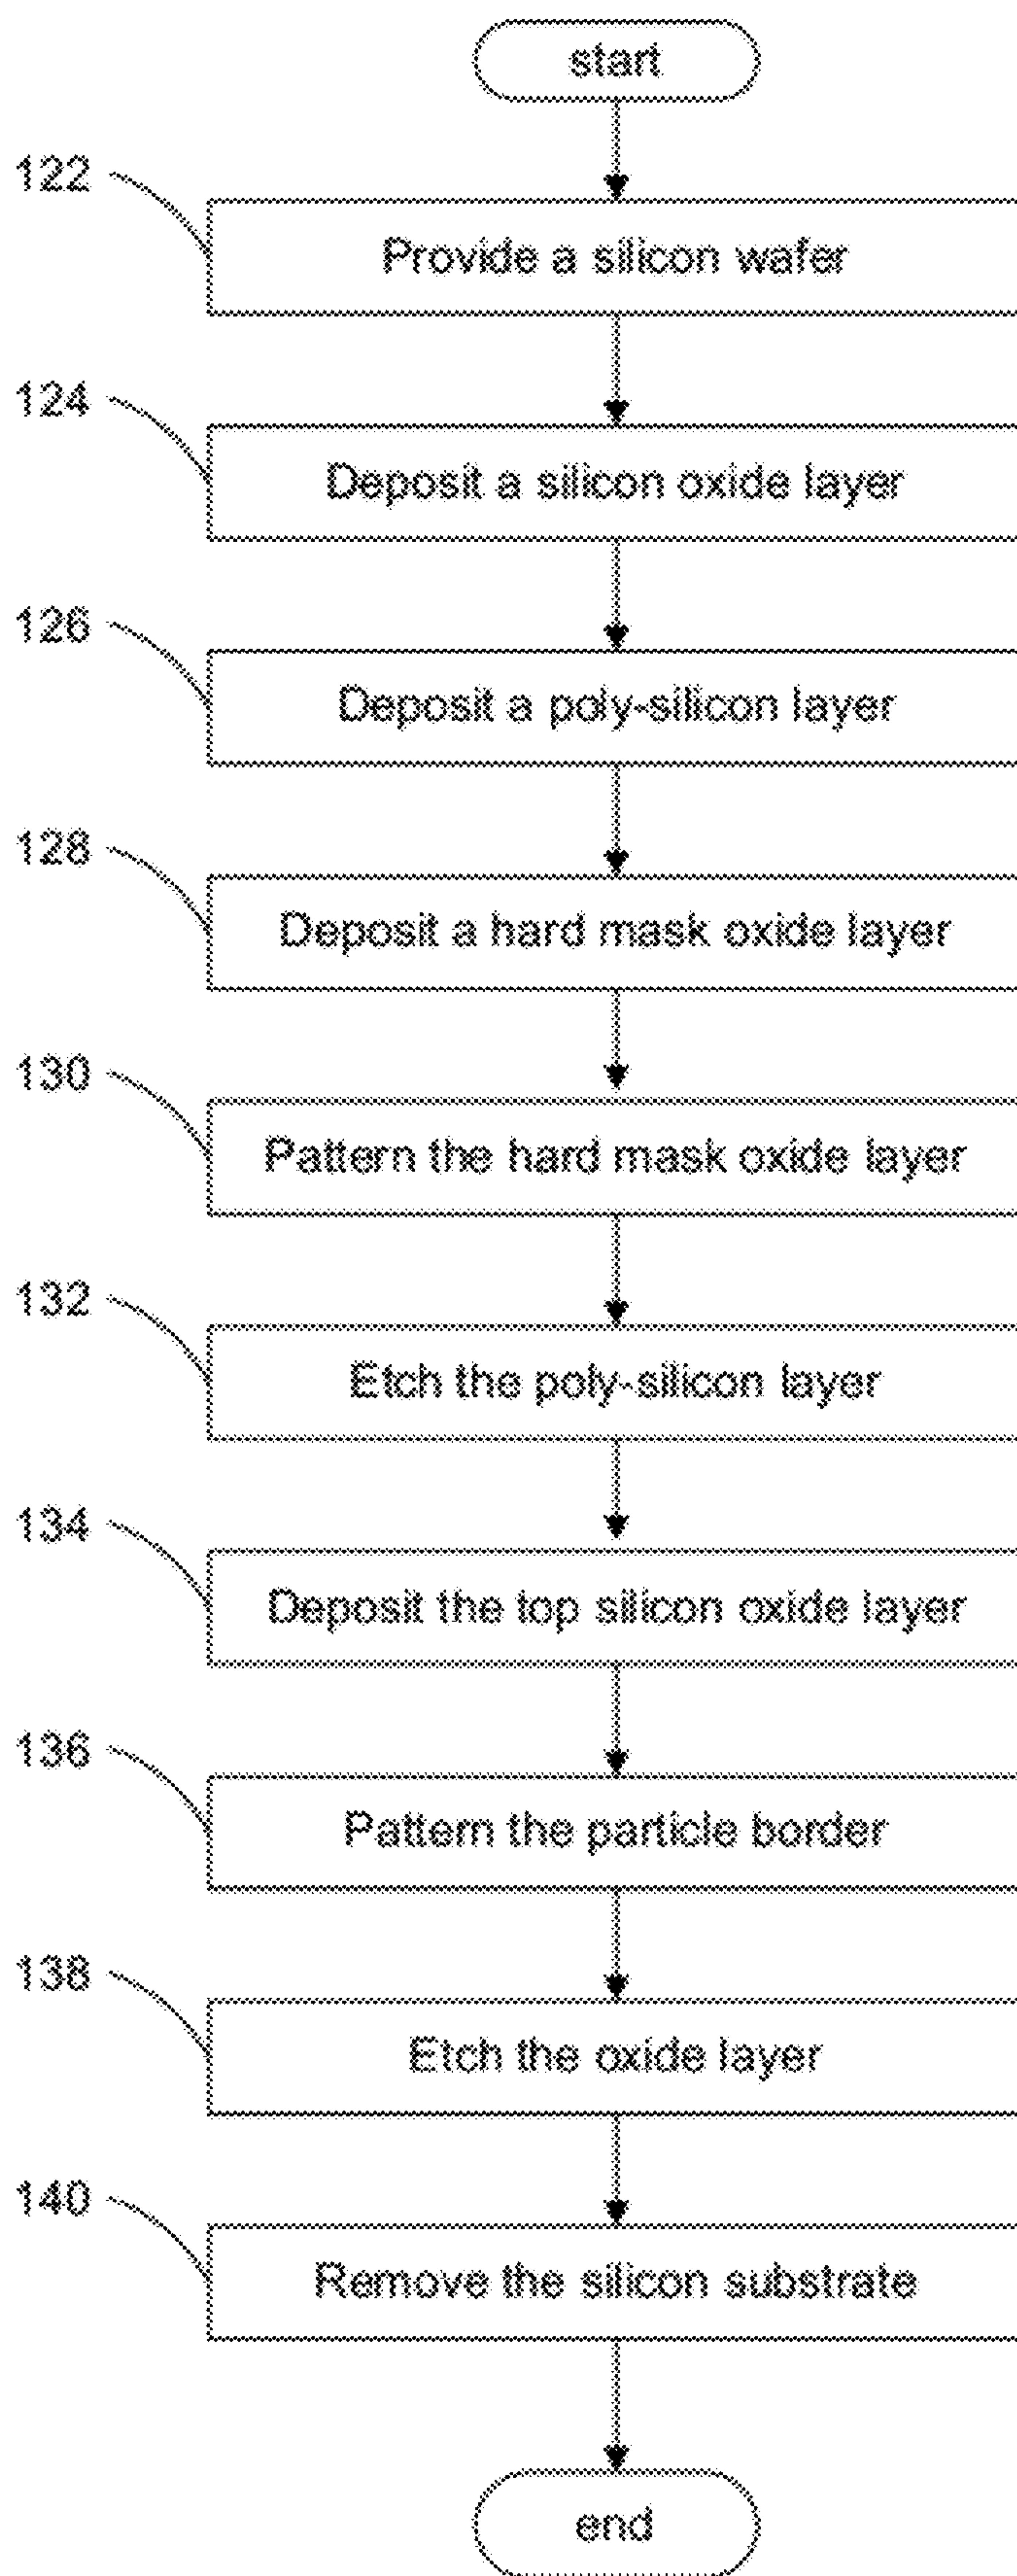 start
122
Provide a silicon wafer
124
Deposit a silicon oxide layer
126
Deposit a poly-silicon layer
128
Deposit a hard mask oxide layer
130
Pattern the hard mask oxide layer
132
Etch the poly-silicon layer
134
Deposit the top silicon oxide layer
136
Pattern the particle border
138
Etch the oxide layer
140
Remove the silicon substrate
end